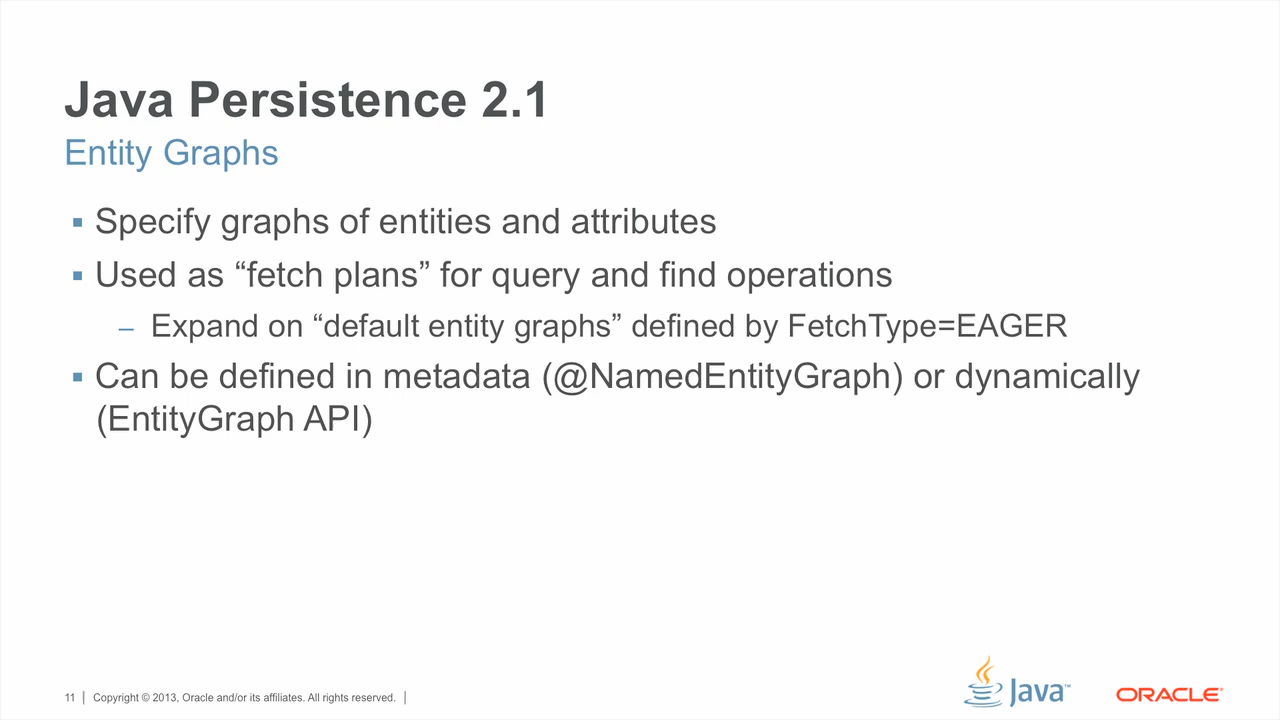 Java Persistence 2.1
Entity Graphs
▪ Specify graphs of entities and attributes
▪ Used as “fetch plans” for query and find operations
– Expand on “default entity graphs” defined by FetchType=EAGER
▪ Can be defined in metadata (@NamedEntityGraph) or dynamically
(EntityGraph API)
11 | Copyright © 2013, Oracle and/or its affiliates. All rights reserved. |
Java™
ORACLE®